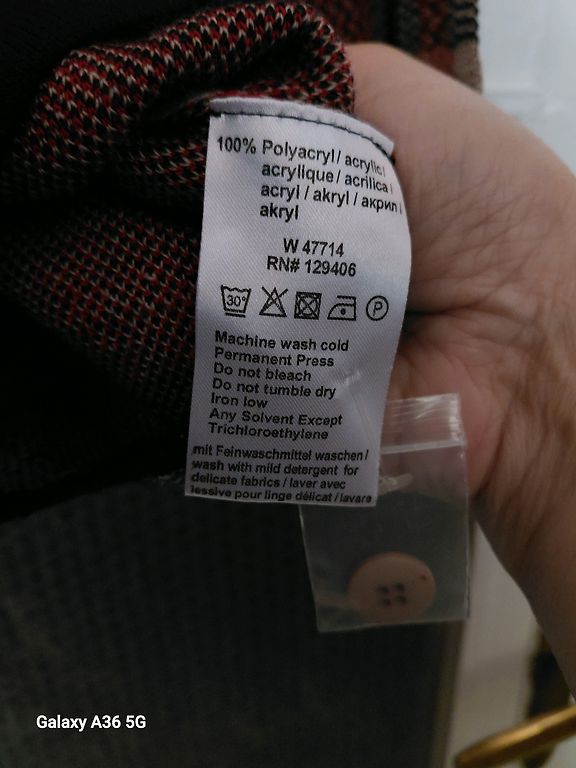 100% Polyacryl / acrylic /
acrylique / acrilica /
acryl / akryl / акрил /
akryl
W 47714
RN# 129406
30° P
Machine wash cold
Permanent Press
Do not bleach
Do not tumble dry
Iron low
Any Solvent Except
Trichloroethylene
mit Feinwaschmittel waschen /
wash with mild detergent for
delicate fabrics / laver avec
lessive pour linge délicat / lavare
Galaxy A36 5G